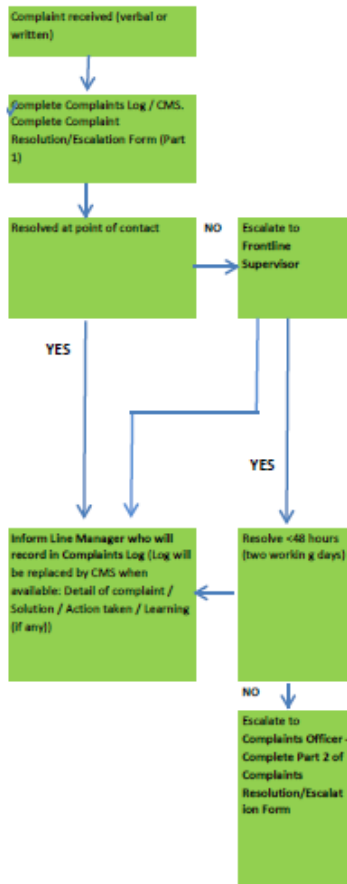 Complaint received (verbal or
written)
Complete Complaints Log / CMS.
Complete Complaint
Resolution/Escalation Form (Part
1)
Resolved at point of contact
NO
Escalate to
Frontline
Supervisor
YES
YES
Inform Line Manager who will
record in Complaints Log (Log will
be replaced by CMS when
available: Detail of complaint /
Solution / Action taken / Learning
(if any))
Resolve <48 hours
(two workin g days)
NO
Escalate to
Complaints Officer -
Complete Part 2 of
Complaints
Resolution/Escalat
ion Form